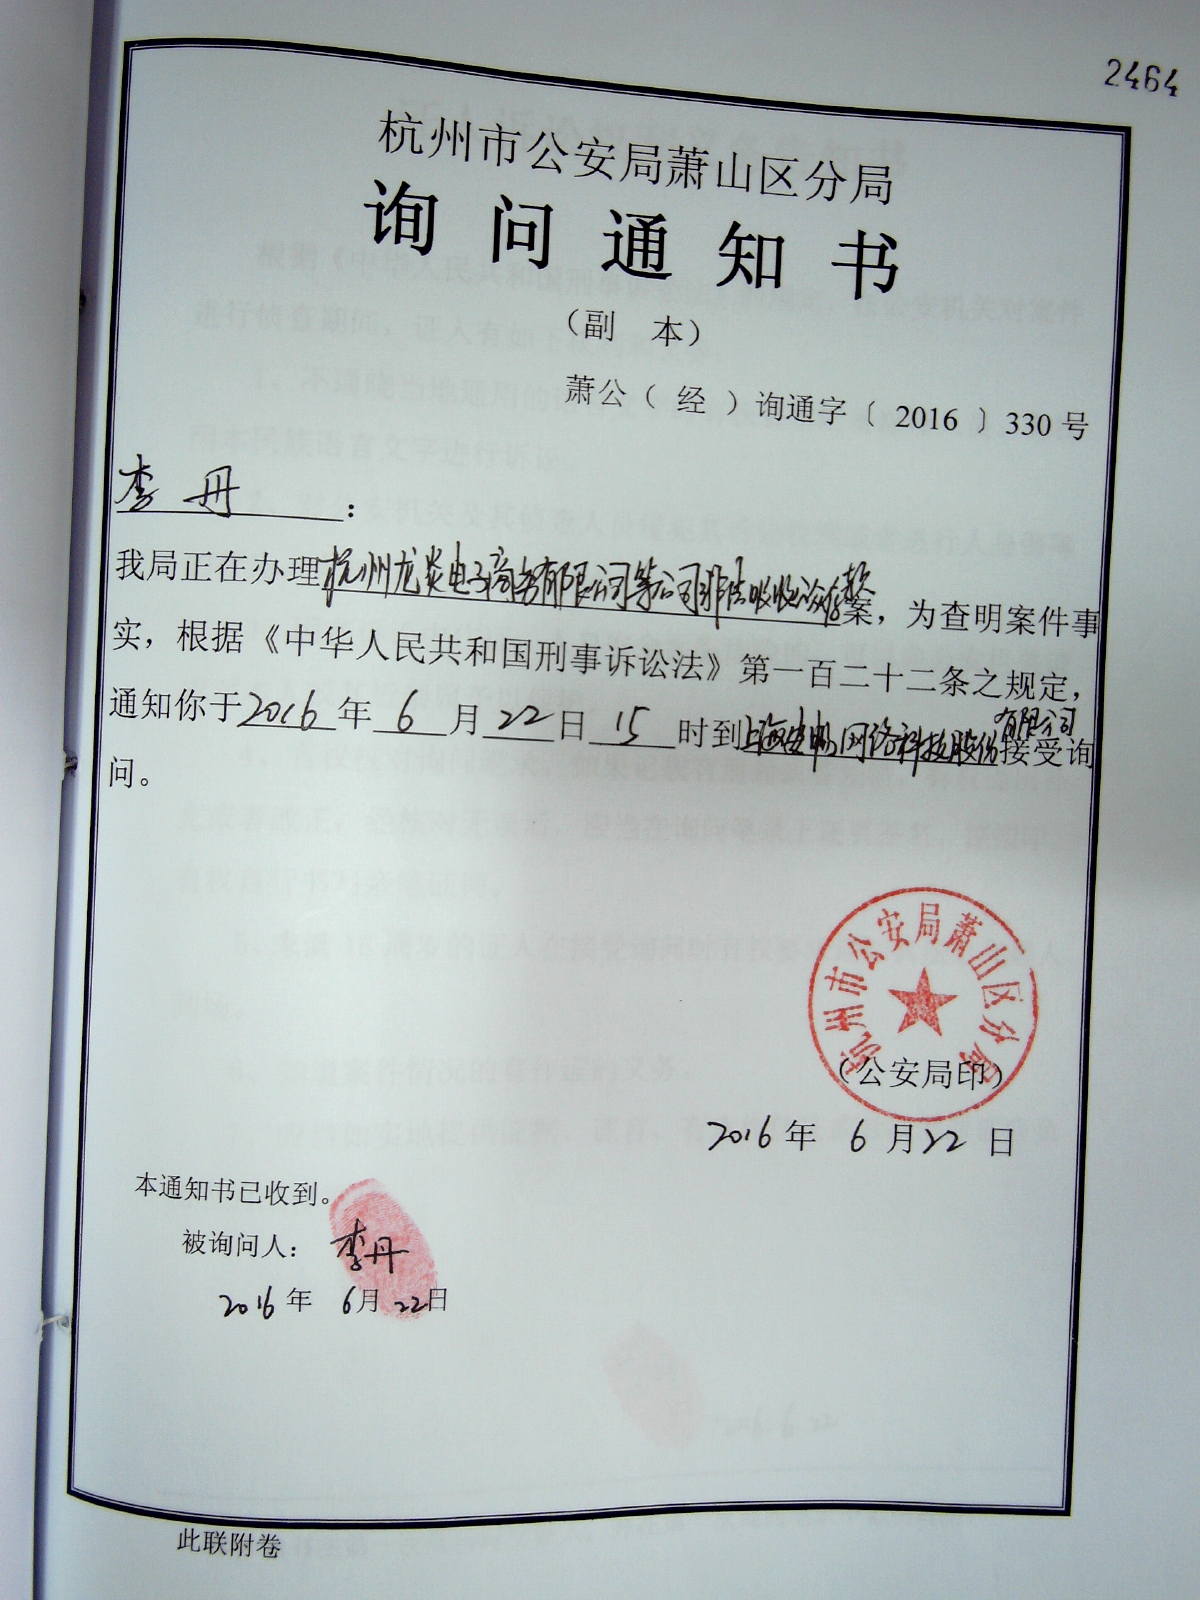 2464
杭州市公安局萧山区分局
询问通知书
（副 本）
萧公（经）询通字〔2016〕330号
李丹：
我局正在办理杭州龙炎电子商务有限公司等公司非法吸收公众存款案，为查明案件事
实，根据《中华人民共和国刑事诉讼法》第一百二十二条之规定，
通知你于2016年6月22日15时到上海 网络科技股份有限公司接受询
问。
杭州市公安局萧山区分局
（公安局印）
2016年6月22日
本通知书已收到。
被询问人：李丹
2016年6月22日
此联附卷